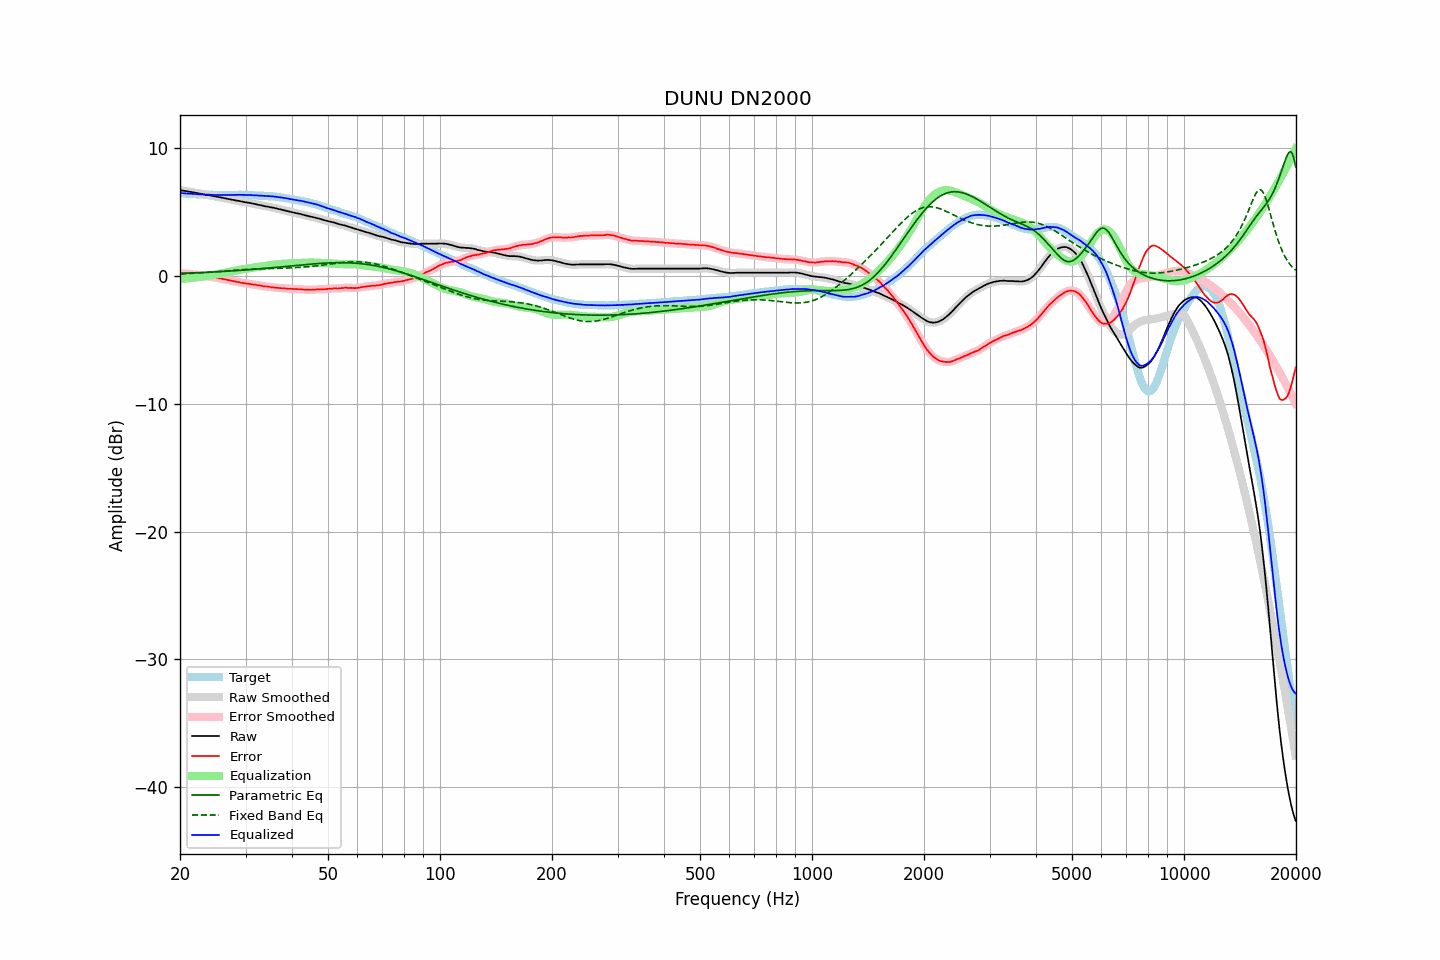 DUNU DN2000
Amplitude (dBr)
10
0
−10
−20
−30
−40
Target
Raw Smoothed
Error Smoothed
Raw
Error
Equalization
Parametric Eq
Fixed Band Eq
Equalized
20 50 100 200 500 1000 2000 5000 10000 20000
Frequency (Hz)